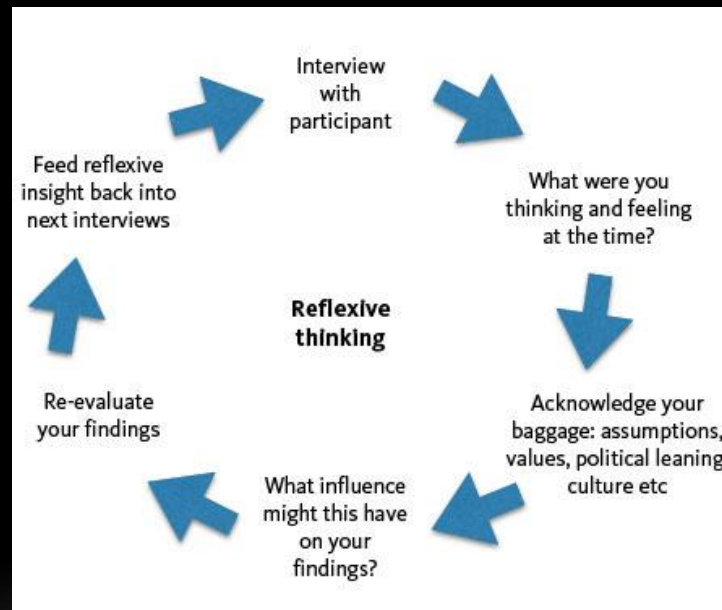 Interview
with
participant
What were you
thinking and feeling
at the time?
Acknowledge your
baggage: assumptions,
values, political leaning
culture etc
What influence
might this have
on your
findings?
Re-evaluate
your findings
Feed reflexive
insight back into
next interviews
Reflexive
thinking